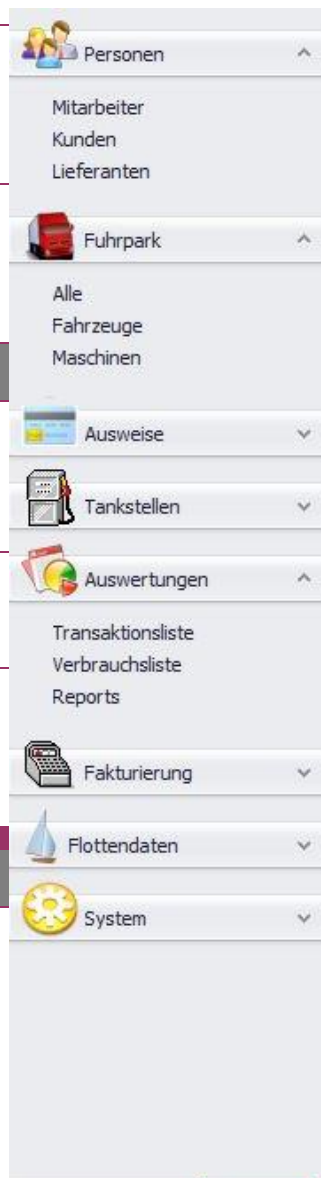 Personen
Mitarbeiter
Kunden
Lieferanten
Fuhrpark
Alle
Fahrzeuge
Maschinen
Ausweise
Tankstellen
Auswertungen
Transaktionsliste
Verbrauchsliste
Reports
Fakturierung
Flottendaten
System